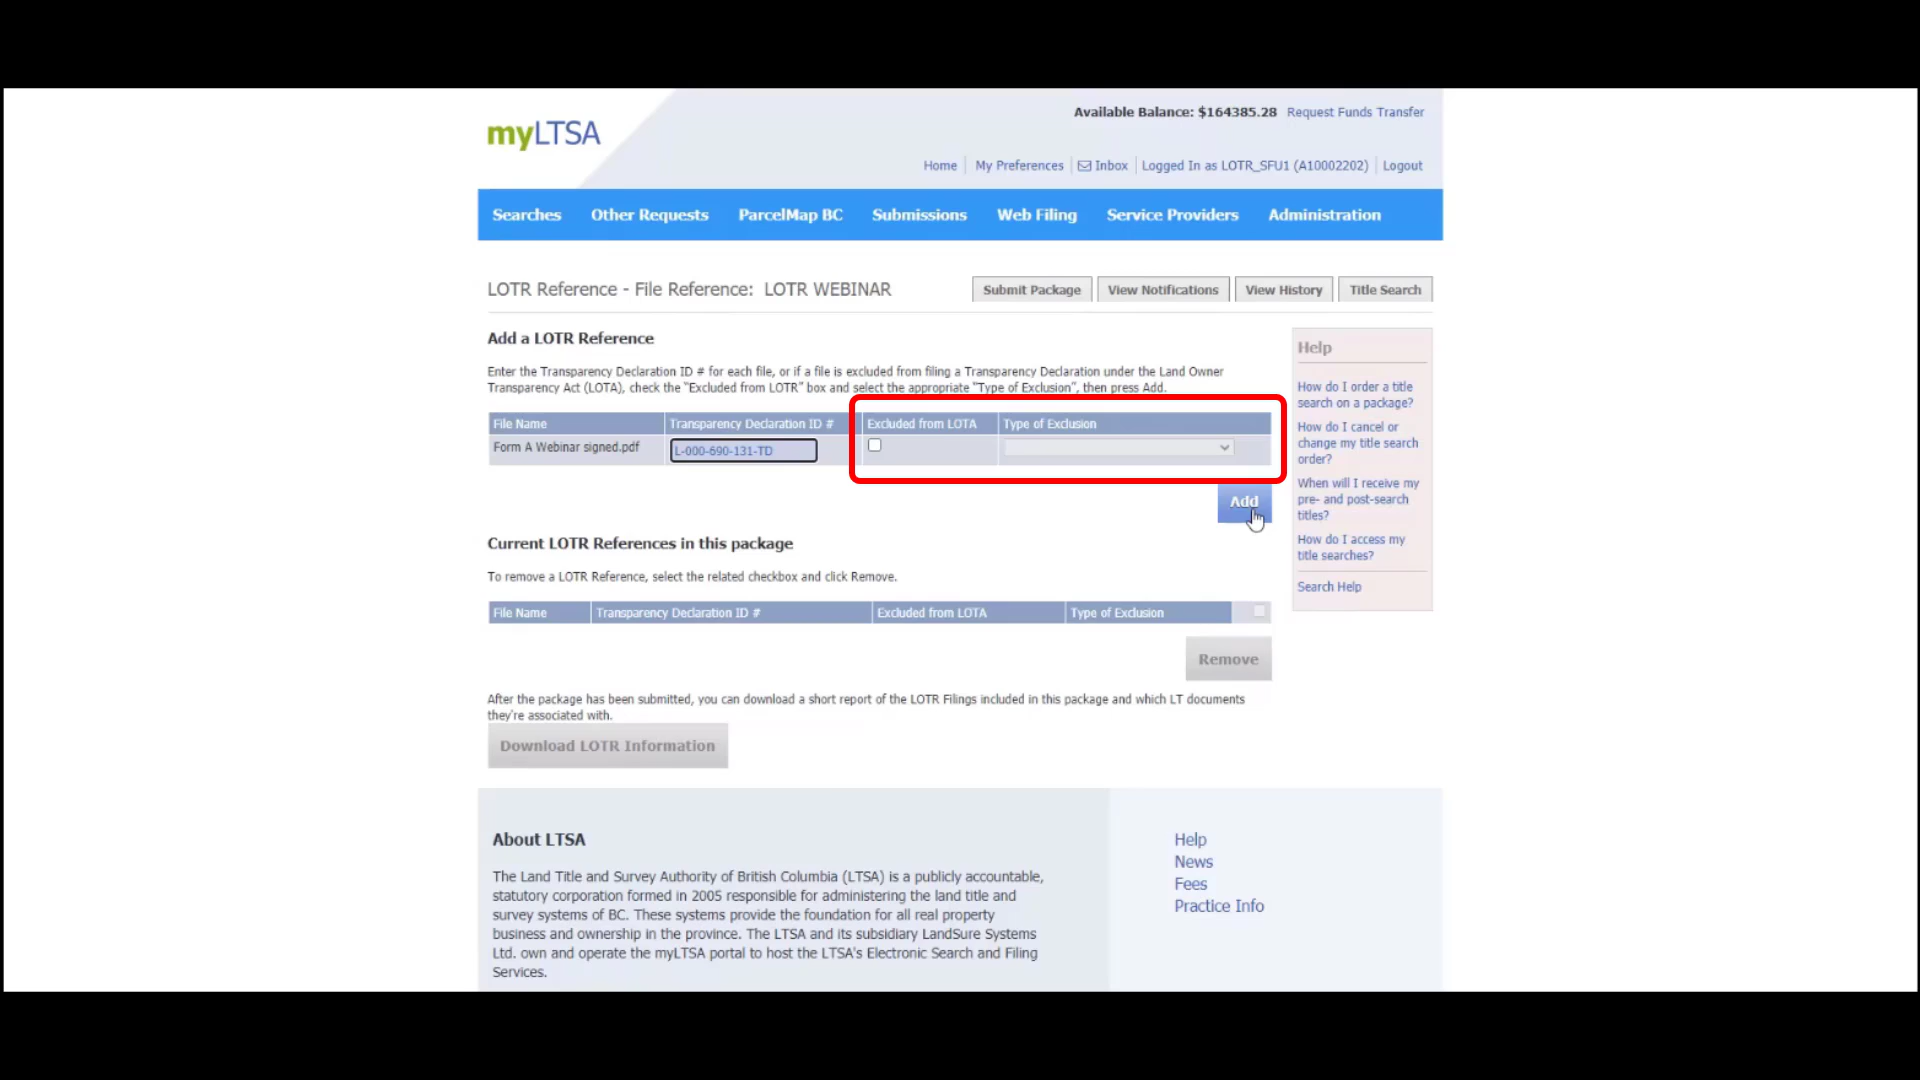 Available Balance: $164385.28 Request Funds Transfer
myLTSA
Home My Preferences Inbox Logged In as LOTR_SFU1 (A10002202) Logout
Searches Other Requests ParcelMap BC Submissions Web Filing Service Providers Administration
LOTR Reference - File Reference: LOTR WEBINAR
Submit Package View Notifications View History Title Search
Add a LOTR Reference
Enter the Transparency Declaration ID # for each file, or if a file is excluded from filing a Transparency Declaration under the Land Owner
Transparency Act (LOTA), check the "Excluded from LOTR" box and select the appropriate "Type of Exclusion", then press Add.
File Name Transparency Declaration ID # Excluded from LOTA Type of Exclusion
Form A Webinar signed.pdf L-000-690-131-TD
Add
Current LOTR References in this package
To remove a LOTR Reference, select the related checkbox and click Remove.
File Name Transparency Declaration ID # Excluded from LOTA Type of Exclusion
Remove
After the package has been submitted, you can download a short report of the LOTR Filings included in this package and which LT documents
they're associated with.
Download LOTR Information
Help
How do I order a title
search on a package?
How do I cancel or
change my title search
order?
When will I receive my
pre- and post-search
titles?
How do I access my
title searches?
Search Help
About LTSA
The Land Title and Survey Authority of British Columbia (LTSA) is a publicly accountable,
statutory corporation formed in 2005 responsible for administering the land title and
survey systems of BC. These systems provide the foundation for all real property
business and ownership in the province. The LTSA and its subsidiary LandSure Systems
Ltd. own and operate the myLTSA portal to host the LTSA's Electronic Search and Filing
Services.
Help
News
Fees
Practice Info